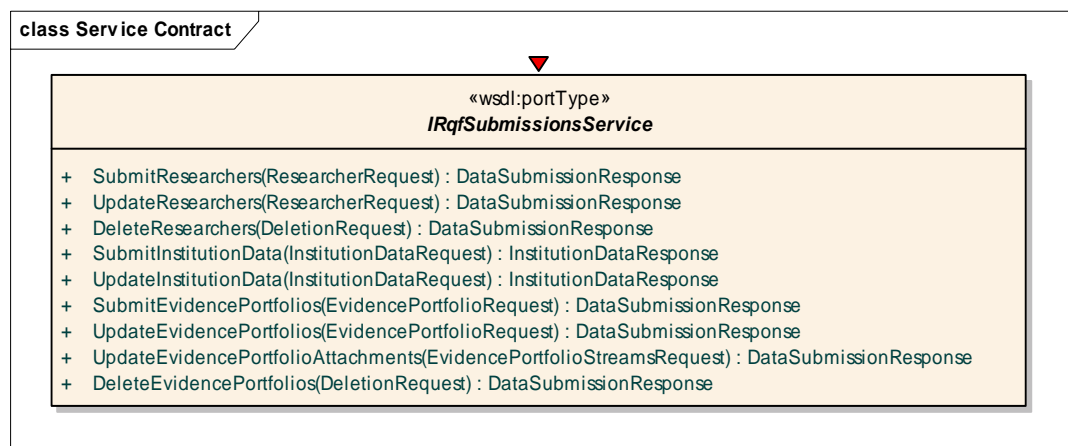 class Service Contract
«wsdl:portType»
IRqfSubmissionsService
+ SubmitResearchers(ResearcherRequest) : DataSubmissionResponse
+ UpdateResearchers(ResearcherRequest) : DataSubmissionResponse
+ DeleteResearchers(DeletionRequest) : DataSubmissionResponse
+ SubmitInstitutionData(InstitutionDataRequest) : InstitutionDataResponse
+ UpdateInstitutionData(InstitutionDataRequest) : InstitutionDataResponse
+ SubmitEvidencePortfolios(EvidencePortfolioRequest) : DataSubmissionResponse
+ UpdateEvidencePortfolios(EvidencePortfolioRequest) : DataSubmissionResponse
+ UpdateEvidencePortfolioAttachments(EvidencePortfolioStreamsRequest) : DataSubmissionResponse
+ DeleteEvidencePortfolios(DeletionRequest) : DataSubmissionResponse